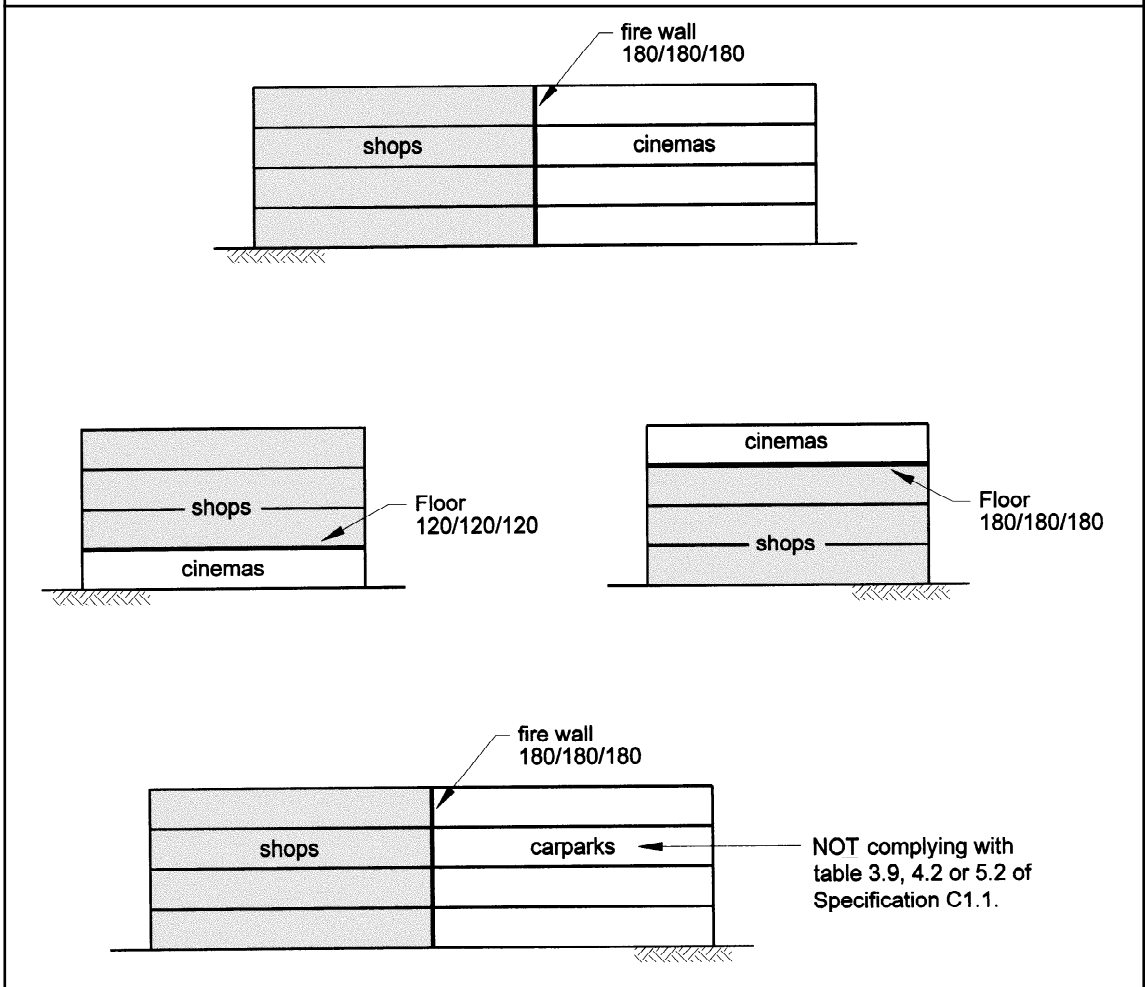 fire wall
180/180/180
shops
cinemas
shops
Floor
120/120/120
cinemas
cinemas
Floor
180/180/180
shops
fire wall
180/180/180
shops
carparks
NOT complying with
table 3.9, 4.2 or 5.2 of
Specification C1.1.